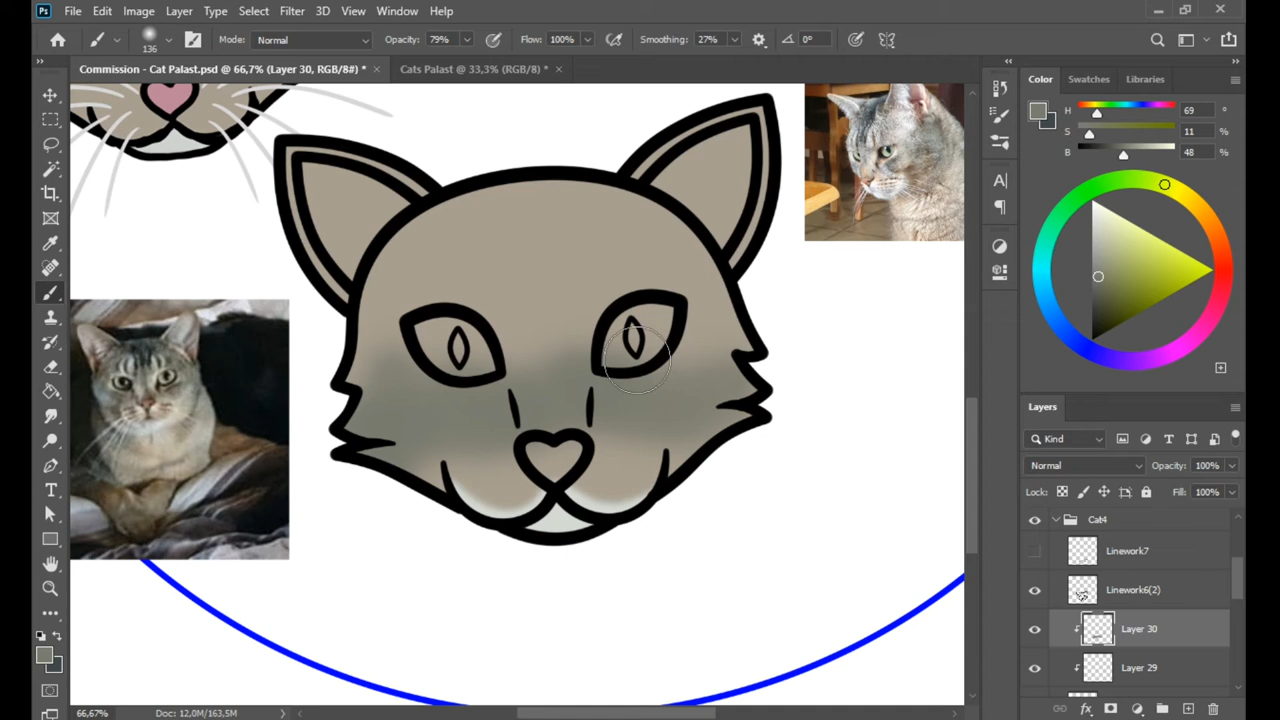 Ps File Edit Image Layer Type Select Filter 3D View Window Help
136 Mode: Normal Opacity: 79% Flow: 100% Smoothing: 27% 0°
Commission - Cat Palast.psd @ 66,7% (Layer 30, RGB/8#) * × Cats Palast @ 33,3% (RGB/8) * ×
Color Swatches Libraries
H 69 °
S 11 %
B 48 %
Layers
Kind
Normal Opacity: 100%
Lock: Fill: 100%
Cat4
Linework7
Linework6(2)
Layer 30
Layer 29
66,67% Doc: 12,0M/163,5M